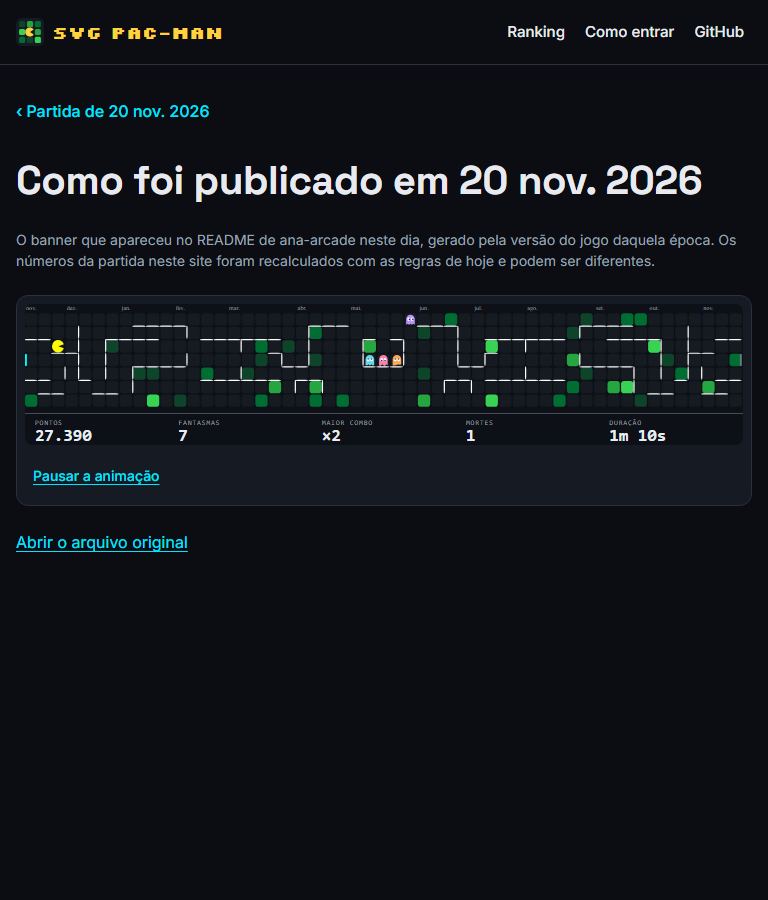 SVG PAC-MAN
Ranking Como entrar GitHub
‹ Partida de 20 nov. 2026
Como foi publicado em 20 nov. 2026
O banner que apareceu no README de ana-arcade neste dia, gerado pela versão do jogo daquela época. Os
números da partida neste site foram recalculados com as regras de hoje e podem ser diferentes.
nov. dez. jan. fev. mar. abr. mai. jun. jul. ago. set. out. nov.
PONTOS FANTASMAS MAIOR COMBO MORTES DURAÇÃO
27.390 7 ×2 1 1m 10s
Pausar a animação
Abrir o arquivo original